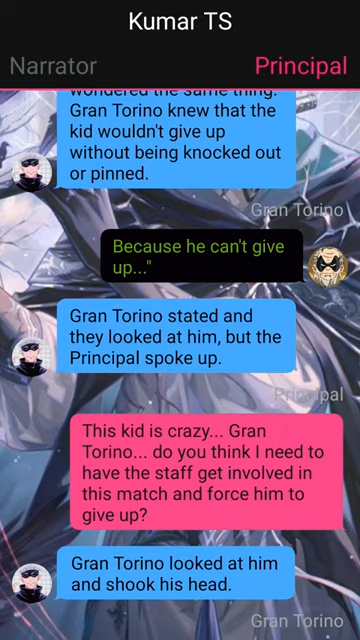 Kumar TS
Narrator
Principal
wondered the same thing.
Gran Torino knew that the
kid wouldn't give up
without being knocked out
or pinned.
Gran Torino
Because he can't give
up..."
Gran Torino stated and
they looked at him, but the
Principal spoke up.
Principal
This kid is crazy... Gran
Torino... do you think I need to
have the staff get involved in
this match and force him to
give up?
Gran Torino looked at him
and shook his head.
Gran Torino